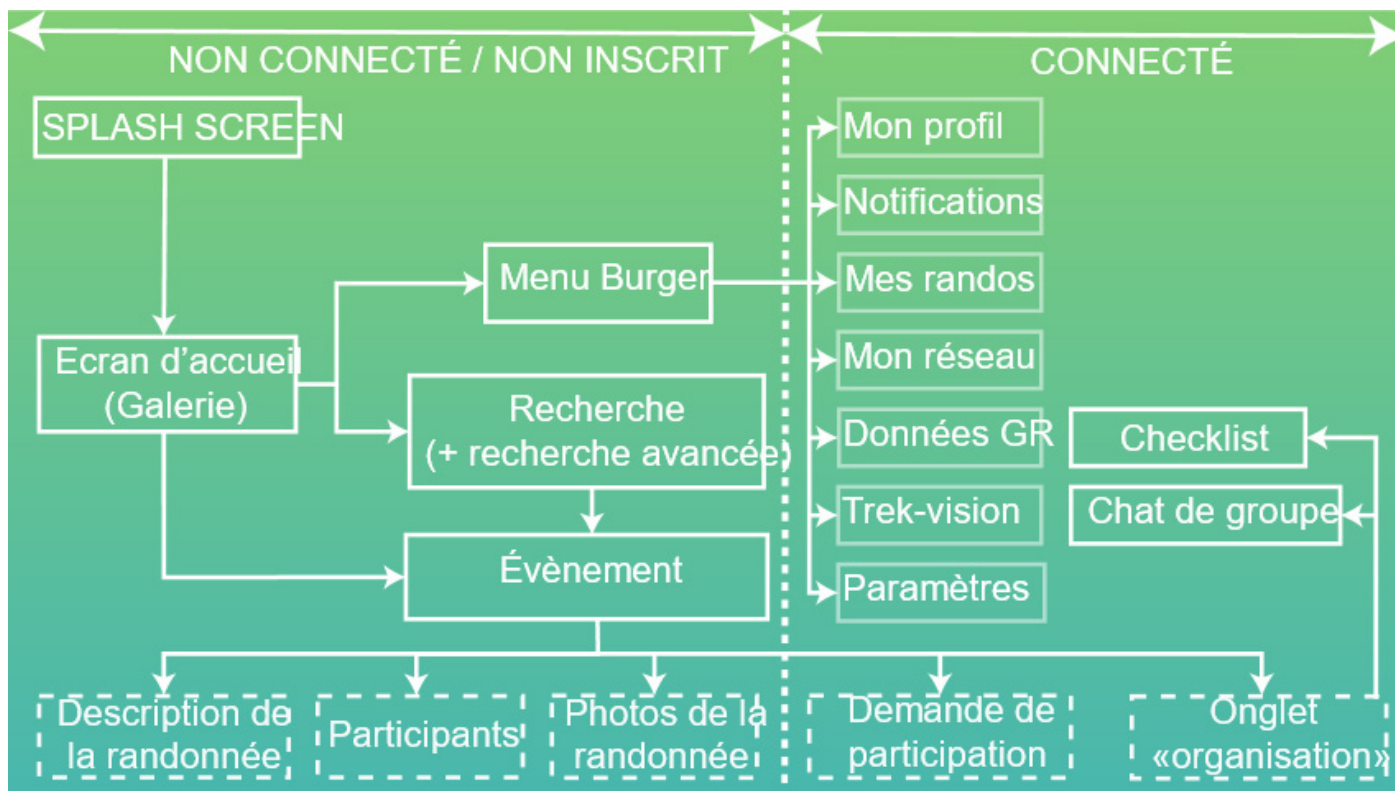 NON CONNECTÉ / NON INSCRIT
CONNECTÉ
SPLASH SCREEN
Mon profil
Notifications
Menu Burger
Mes randos
Ecran d’accueil
(Galerie)
Mon réseau
Recherche
(+ recherche avancée)
Données GR
Checklist
Trek-vision
Chat de groupe
Évènement
Paramètres
Description de
la randonnée
Participants
Photos de la
randonnée
Demande de
participation
Onglet
«organisation»